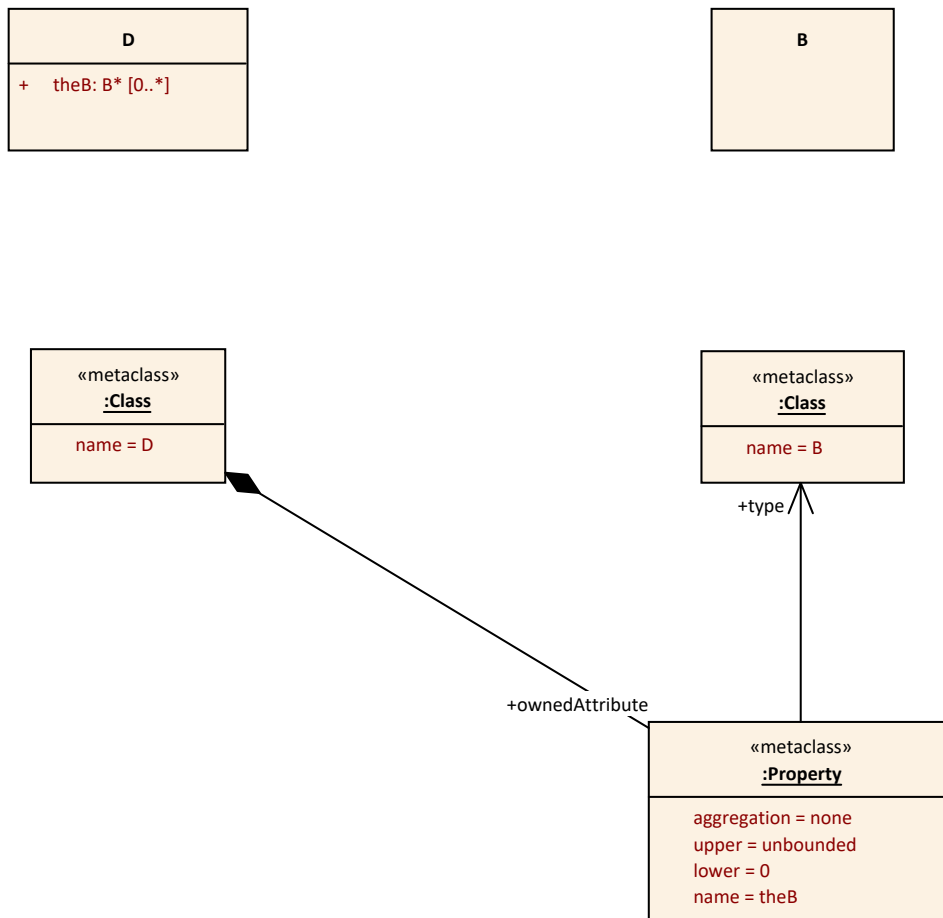 D
B
+ theB: B* [0..*]
«metaclass»
:Class
name = D
«metaclass»
:Class
name = B
+type
+ownedAttribute
«metaclass»
:Property
aggregation = none
upper = unbounded
lower = 0
name = theB